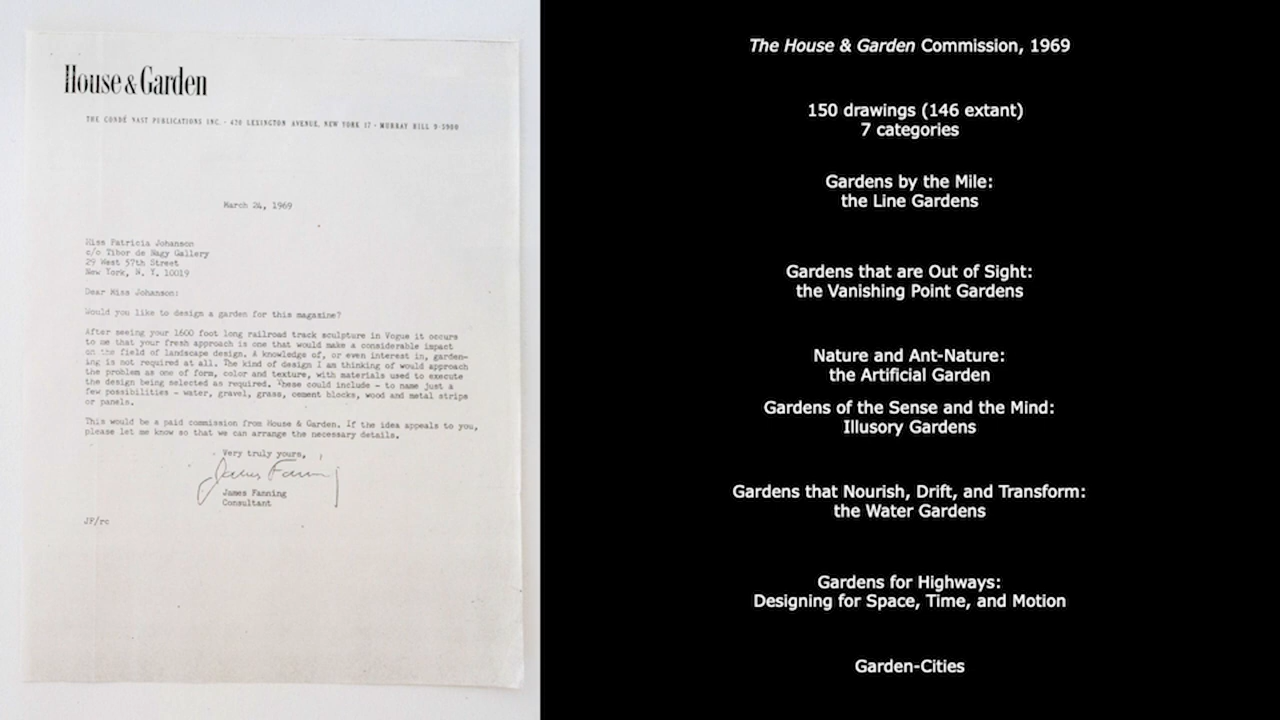 House & Garden
THE CONDÉ NAST PUBLICATIONS INC. · 420 LEXINGTON AVENUE, NEW YORK 17 · MURRAY HILL 9-5900
March 24, 1969
Miss Patricia Johanson
c/o Tibor de Nagy Gallery
29 West 57th Street
New York, N. Y. 10019
Dear Miss Johanson:
Would you like to design a garden for this magazine?
After seeing your 1600 foot long railroad track sculpture in Vogue it occurs
to me that your fresh approach is one that would make a considerable impact
on the field of landscape design. A knowledge of, or even interest in, garden-
ing is not required at all. The kind of design I am thinking of would approach
the problem as one of form, color and texture, with materials used to execute
the design being selected as required. These could include - to name just a
few possibilities - water, gravel, grass, cement blocks, wood and metal strips
or panels.
This would be a paid commission from House & Garden. If the idea appeals to you,
please let me know so that we can arrange the necessary details.
Very truly yours,
James Fanning
James Fanning
Consultant
JF/rc
The House & Garden Commission, 1969
150 drawings (146 extant)
7 categories
Gardens by the Mile:
the Line Gardens
Gardens that are Out of Sight:
the Vanishing Point Gardens
Nature and Ant-Nature:
the Artificial Garden
Gardens of the Sense and the Mind:
Illusory Gardens
Gardens that Nourish, Drift, and Transform:
the Water Gardens
Gardens for Highways:
Designing for Space, Time, and Motion
Garden-Cities